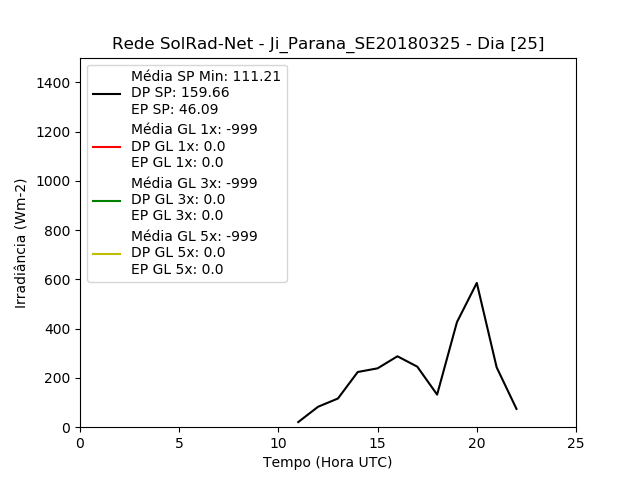 Rede SolRad-Net - Ji_Parana_SE20180325 - Dia [25]
Média SP Min: 111.21
DP SP: 159.66
EP SP: 46.09
Média GL 1x: -999
DP GL 1x: 0.0
EP GL 1x: 0.0
Média GL 3x: -999
DP GL 3x: 0.0
EP GL 3x: 0.0
Média GL 5x: -999
DP GL 5x: 0.0
EP GL 5x: 0.0
Irradiância (Wm-2)
1400
1200
1000
800
600
400
200
0
0 5 10 15 20 25
Tempo (Hora UTC)